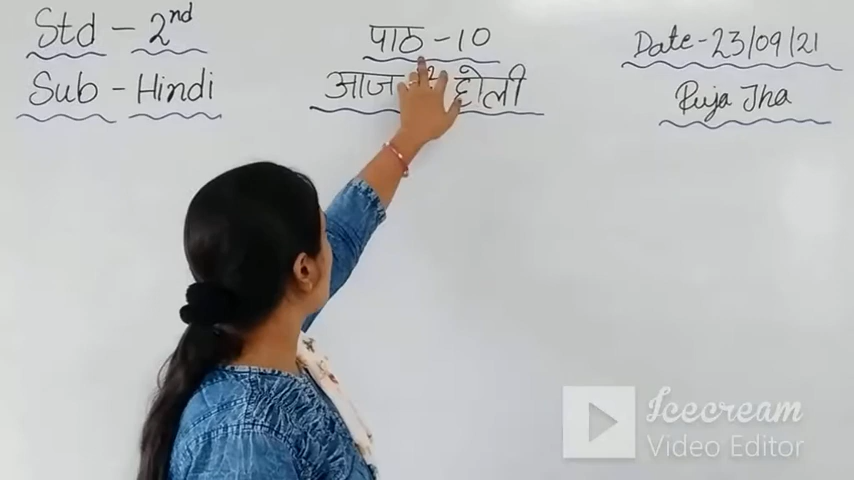 Std - 2nd
Sub - Hindi
पाठ - 10
आज है होली
Date - 23/09/21
Puja Jha
Icecream
Video Editor